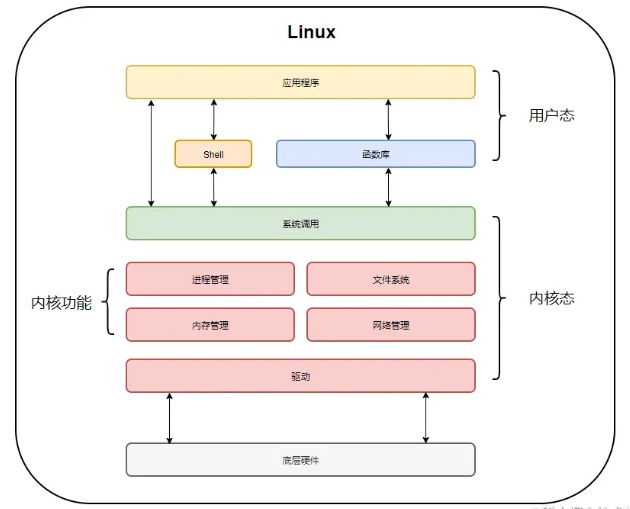 Linux
应用程序
用户态
Shell
函数库
系统调用
进程管理
文件系统
内核功能
内核态
内存管理
网络管理
驱动
底层硬件